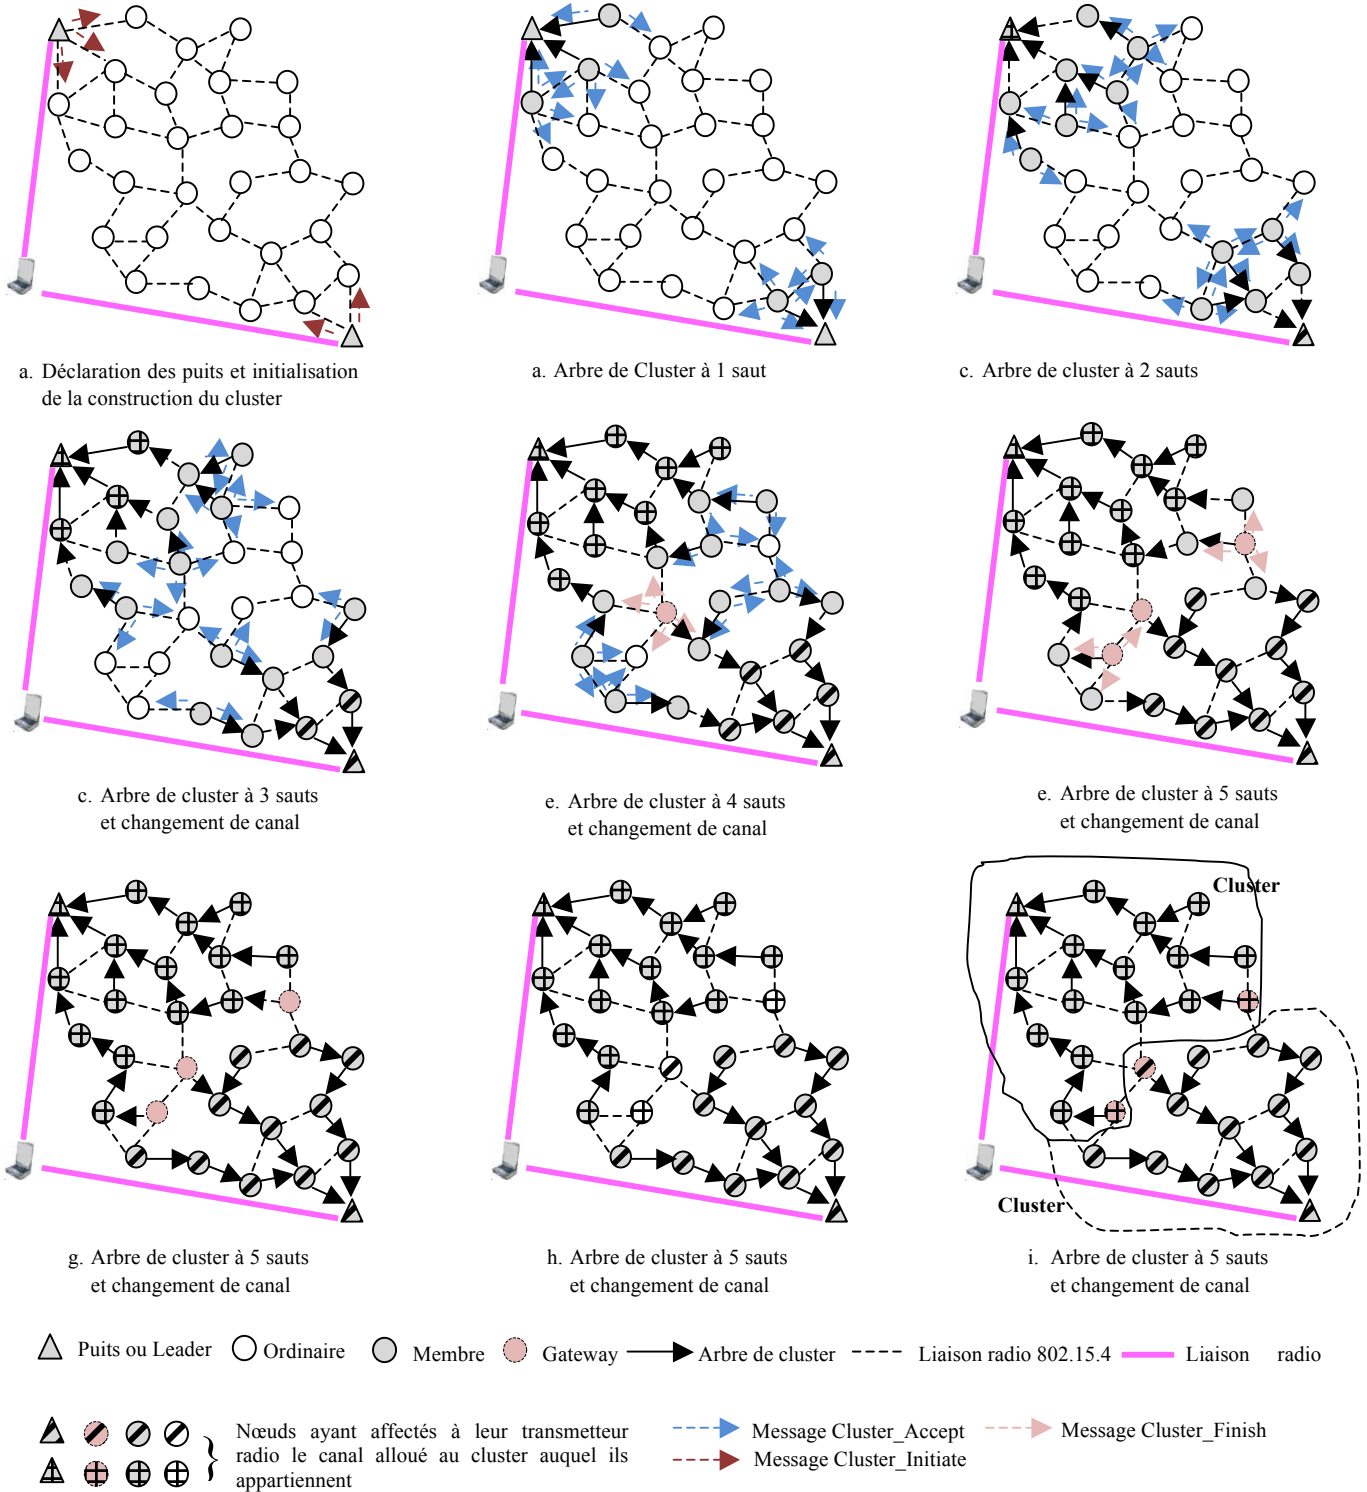 a. Déclaration des puits et initialisation
de la construction du cluster
a. Arbre de Cluster à 1 saut
c. Arbre de cluster à 2 sauts
c. Arbre de cluster à 3 sauts
et changement de canal
e. Arbre de cluster à 4 sauts
et changement de canal
e. Arbre de cluster à 5 sauts
et changement de canal
Cluster
Cluster
g. Arbre de cluster à 5 sauts
et changement de canal
h. Arbre de cluster à 5 sauts
et changement de canal
i. Arbre de cluster à 5 sauts
et changement de canal
Puits ou Leader Ordinaire Membre Gateway Arbre de cluster Liaison radio 802.15.4 Liaison radio
Nœuds ayant affectés à leur transmetteur
radio le canal alloué au cluster auquel ils
appartiennent
Message Cluster_Accept Message Cluster_Finish
Message Cluster_Initiate